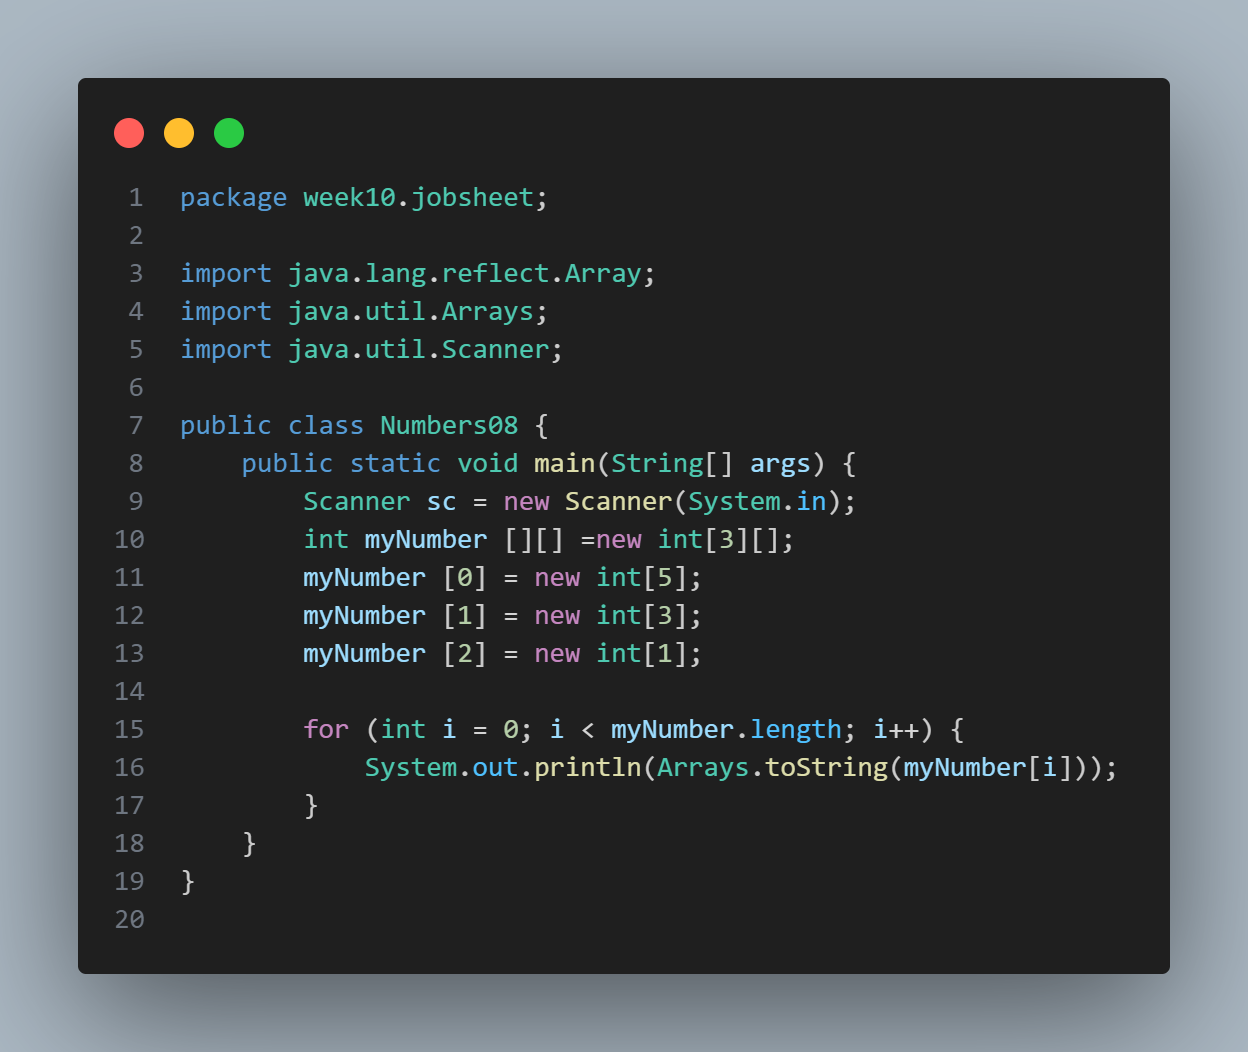 1 package week10.jobsheet;
2
3 import java.lang.reflect.Array;
4 import java.util.Arrays;
5 import java.util.Scanner;
6
7 public class Numbers08 {
8     public static void main(String[] args) {
9         Scanner sc = new Scanner(System.in);
10         int myNumber [][] =new int[3][];
11         myNumber [0] = new int[5];
12         myNumber [1] = new int[3];
13         myNumber [2] = new int[1];
14
15         for (int i = 0; i < myNumber.length; i++) {
16             System.out.println(Arrays.toString(myNumber[i]));
17         }
18     }
19 }
20